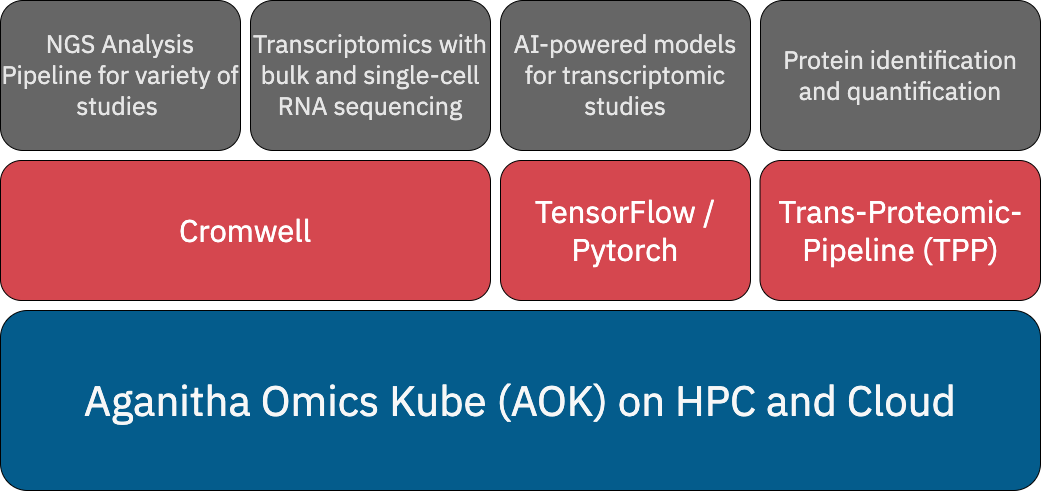 NGS Analysis
Pipeline for variety of
studies
Transcriptomics with
bulk and single-cell
RNA sequencing
AI-powered models
for transcriptomic
studies
Protein identification
and quantification
Cromwell
TensorFlow /
Pytorch
Trans-Proteomic-
Pipeline (TPP)
Aganitha Omics Kube (AOK) on HPC and Cloud